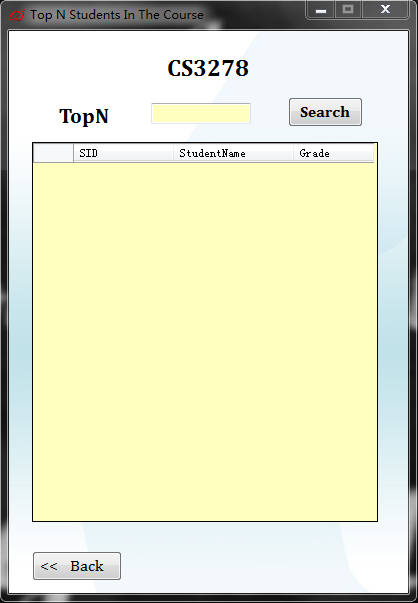 Top N Students In The Course
CS3278
TopN
Search
SID StudentName Grade
<< Back